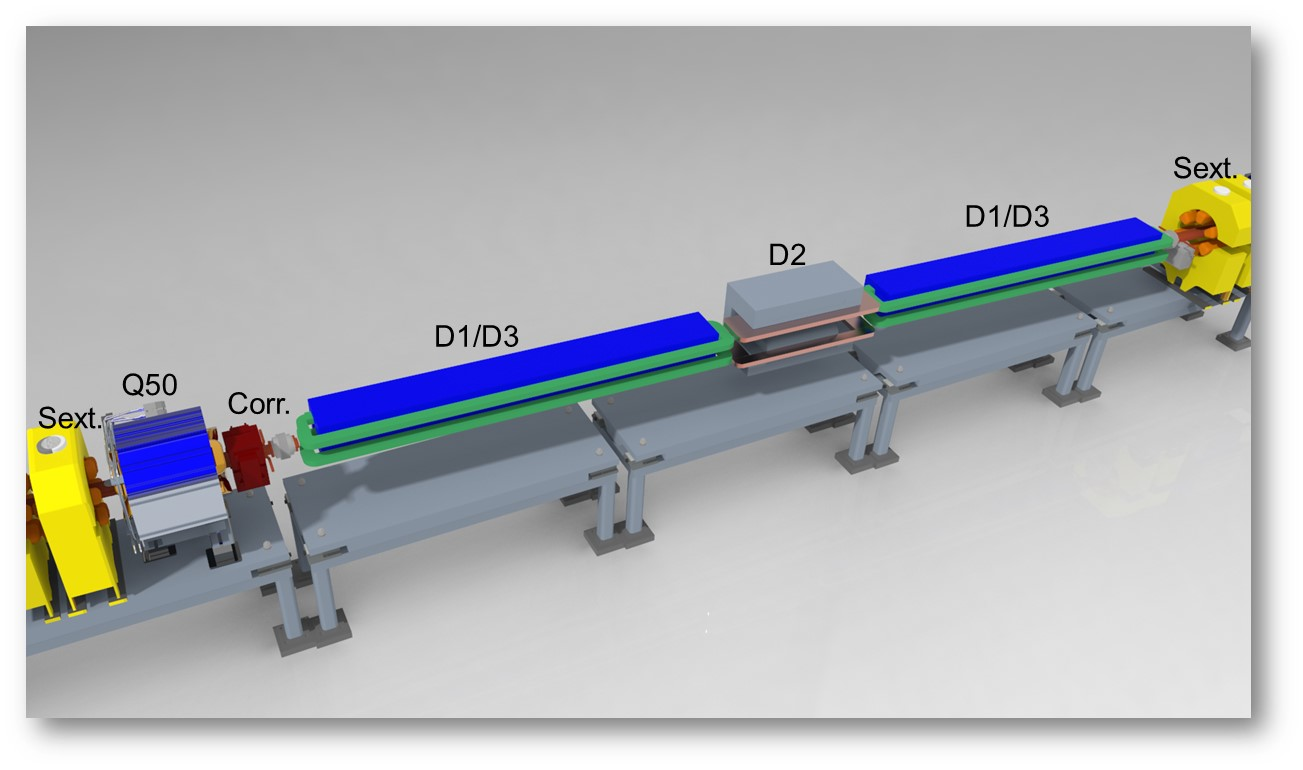 Sext.
Q50
Corr.
D1/D3
D2
D1/D3
Sext.